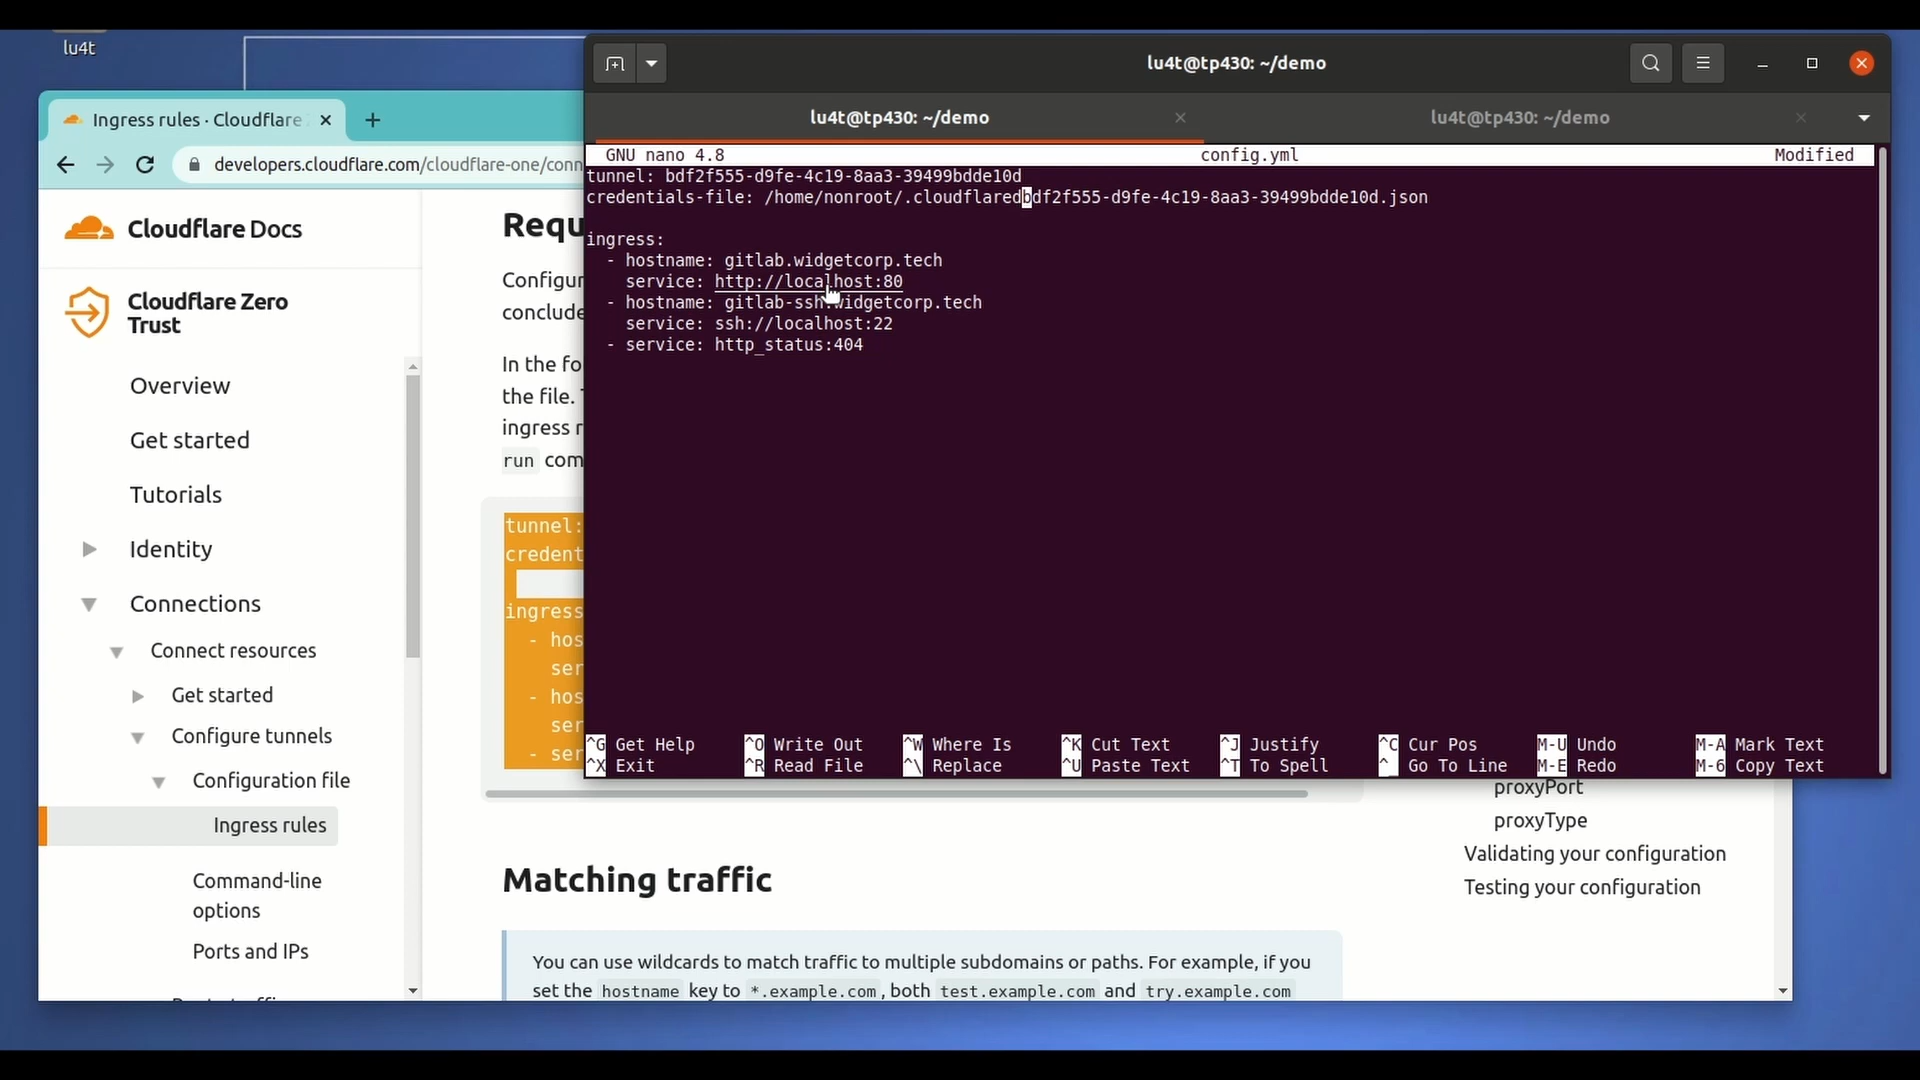 lu4t
lu4t@tp430: ~/demo
lu4t@tp430: ~/demo
lu4t@tp430: ~/demo
GNU nano 4.8 config.yml Modified
tunnel: bdf2f555-d9fe-4c19-8aa3-39499bdde10d
credentials-file: /home/nonroot/.cloudflaredbdf2f555-d9fe-4c19-8aa3-39499bdde10d.json
ingress:
- hostname: gitlab.widgetcorp.tech
service: http://localhost:80
- hostname: gitlab-ssh.widgetcorp.tech
service: ssh://localhost:22
- service: http_status:404
^G Get Help ^O Write Out ^W Where Is ^K Cut Text ^J Justify ^C Cur Pos M-U Undo M-A Mark Text
^X Exit ^R Read File ^\ Replace ^U Paste Text ^T To Spell ^_ Go To Line M-E Redo M-6 Copy Text
Ingress rules · Cloudflare
developers.cloudflare.com/cloudflare-one/conn
Cloudflare Docs
Cloudflare Zero
Trust
Overview
Get started
Tutorials
Identity
Connections
Connect resources
Get started
Configure tunnels
Configuration file
Ingress rules
Command-line
options
Ports and IPs
Requ
Configur
conclude
In the fo
the file.
ingress r
run com
tunnel:
credent
ingress
- hos
ser
- hos
ser
- ser
Matching traffic
You can use wildcards to match traffic to multiple subdomains or paths. For example, if you
set the hostname key to *.example.com, both test.example.com and try.example.com
proxyPort
proxyType
Validating your configuration
Testing your configuration